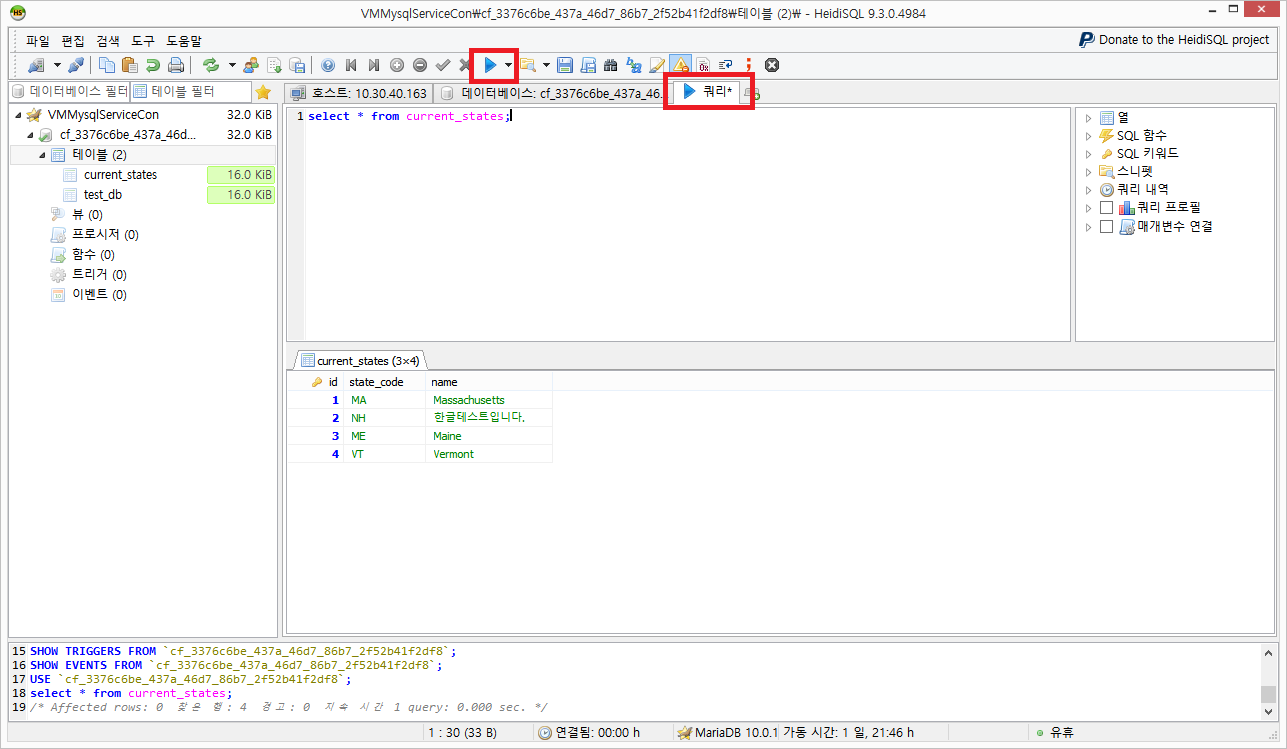 VMMysqlServiceCon₩cf_3376c6be_437a_46d7_86b7_2f52b41f2df8₩테이블 (2)₩ - HeidiSQL 9.3.0.4984
파일 편집 검색 도구 도움말
Donate to the HeidiSQL project
데이터베이스 필터 테이블 필터
호스트: 10.30.40.163 데이터베이스: cf_3376c6be_437a_46... 쿼리*
VMMysqlServiceCon 32.0 KiB
cf_3376c6be_437a_46d... 32.0 KiB
테이블 (2)
current_states 16.0 KiB
test_db 16.0 KiB
뷰 (0)
프로시저 (0)
함수 (0)
트리거 (0)
이벤트 (0)
1 select * from current_states;
열
SQL 함수
SQL 키워드
스니펫
쿼리 내역
쿼리 프로필
매개변수 연결
current_states (3×4)
id state_code name
1 MA Massachusetts
2 NH 한글테스트입니다.
3 ME Maine
4 VT Vermont
15 SHOW TRIGGERS FROM `cf_3376c6be_437a_46d7_86b7_2f52b41f2df8`;
16 SHOW EVENTS FROM `cf_3376c6be_437a_46d7_86b7_2f52b41f2df8`;
17 USE `cf_3376c6be_437a_46d7_86b7_2f52b41f2df8`;
18 select * from current_states;
19 /* Affected rows: 0 찾은 행: 4 경고: 0 지속 시간 1 query: 0.000 sec. */
1 : 30 (33 B) 연결됨: 00:00 h MariaDB 10.0.1 가동 시간: 1 일, 21:46 h 유휴